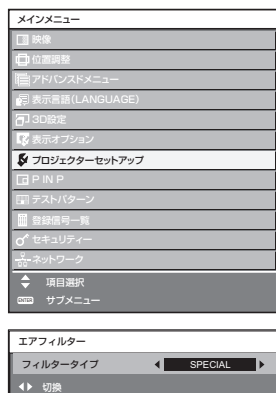 メインメニュー
映像
位置調整
アドバンスドメニュー
表示言語(LANGUAGE)
3D設定
表示オプション
プロジェクターセットアップ
P IN P
テストパターン
登録信号一覧
セキュリティー
ネットワーク
項目選択
ENTER サブメニュー
エアフィルター
フィルタータイプ SPECIAL
切換